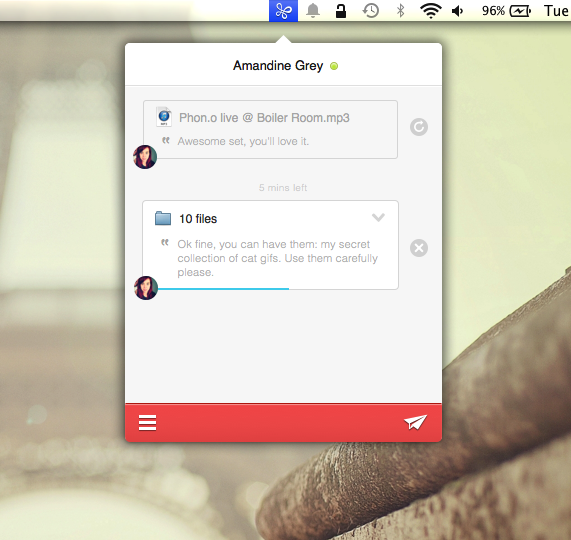 96% Tue
Amandine Grey
Phon.o live @ Boiler Room.mp3
Awesome set, you'll love it.
5 mins left
10 files
Ok fine, you can have them: my secret
collection of cat gifs. Use them carefully
please.